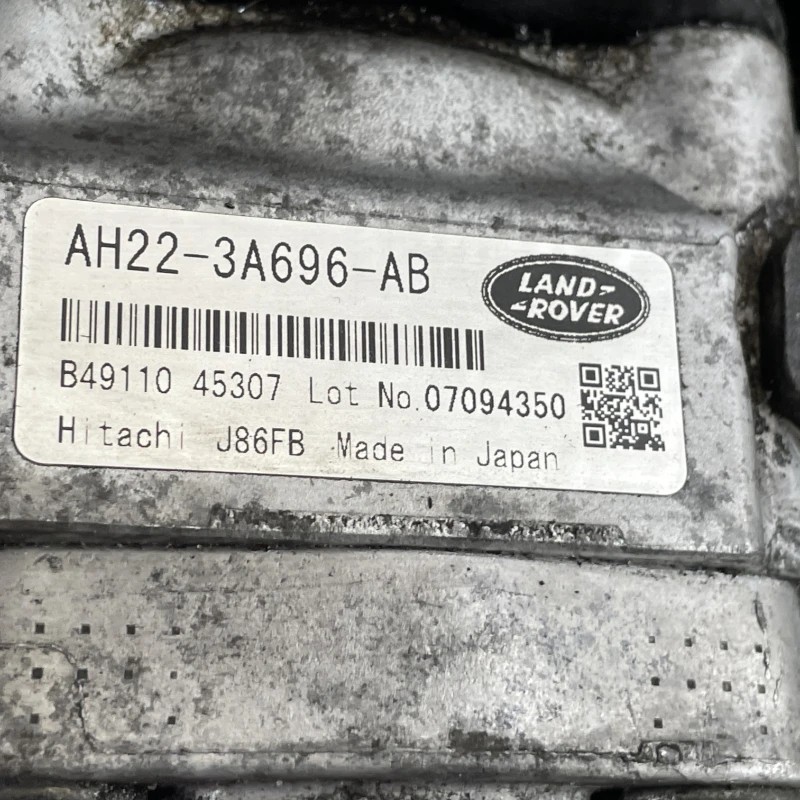 AH22-3A696-AB
LAND-
-ROVER
B49110 45307 Lot No.07094350
Hitachi J86FB Made in Japan